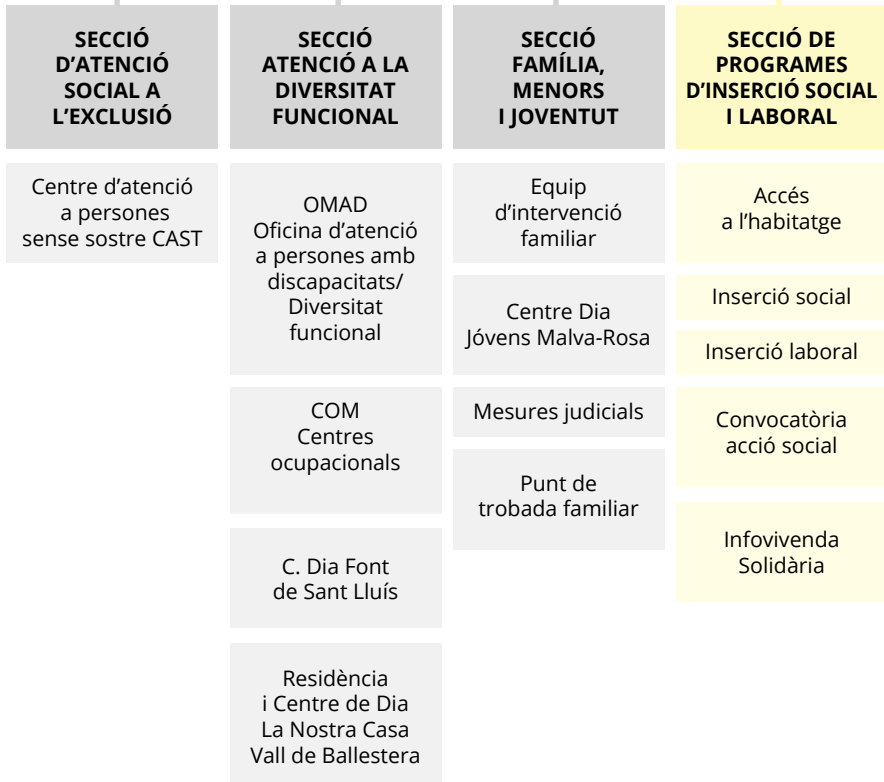 SECCIÓ
D'ATENCIÓ
SOCIAL A
L'EXCLUSIÓ
Centre d'atenció
a persones
sense sostre CAST
SECCIÓ
ATENCIÓ A LA
DIVERSITAT
FUNCIONAL
OMAD
Oficina d'atenció
a persones amb
discapacitats/
Diversitat
funcional
COM
Centres
ocupacionals
C. Dia Font
de Sant Lluís
Residència
i Centre de Dia
La Nostra Casa
Vall de Ballestera
SECCIÓ
FAMÍLIA,
MENORS
I JOVENTUT
Equip
d'intervenció
familiar
Centre Dia
Jóvens Malva-Rosa
Mesures judicials
Punt de
trobada familiar
SECCIÓ DE
PROGRAMES
D'INSERCIÓ SOCIAL
I LABORAL
Accés
a l'habitatge
Inserció social
Inserció laboral
Convocatòria
acció social
Infovivenda
Solidària